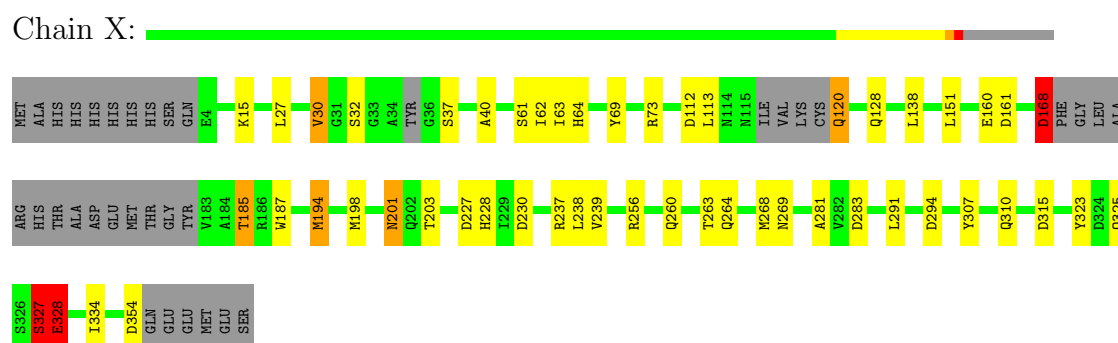 Chain X:
MET ALA HIS HIS HIS HIS HIS HIS SER GLN E4 K15 L27 V30 G31 S32 G33 A34 TYR G36 S37 A40 S61 I62 I63 H64 Y69 R73 D112 L113 N114 N115 ILE VAL LYS CYS Q120 Q128 L138 L151 E160 D161 D168 PHE GLY LEU ALA
ARG HIS THR ALA ASP GLU MET THR GLY TYR V183 A184 T185 R186 W187 M194 M198 N201 Q202 T203 D227 H228 I229 D230 R237 L238 V239 R256 Q260 T263 Q264 M268 N269 A281 V282 D283 L291 D294 Y307 Q310 D315 Y323 D324 Q325
S326 S327 E328 I334 D354 GLN GLU GLU MET GLU SER